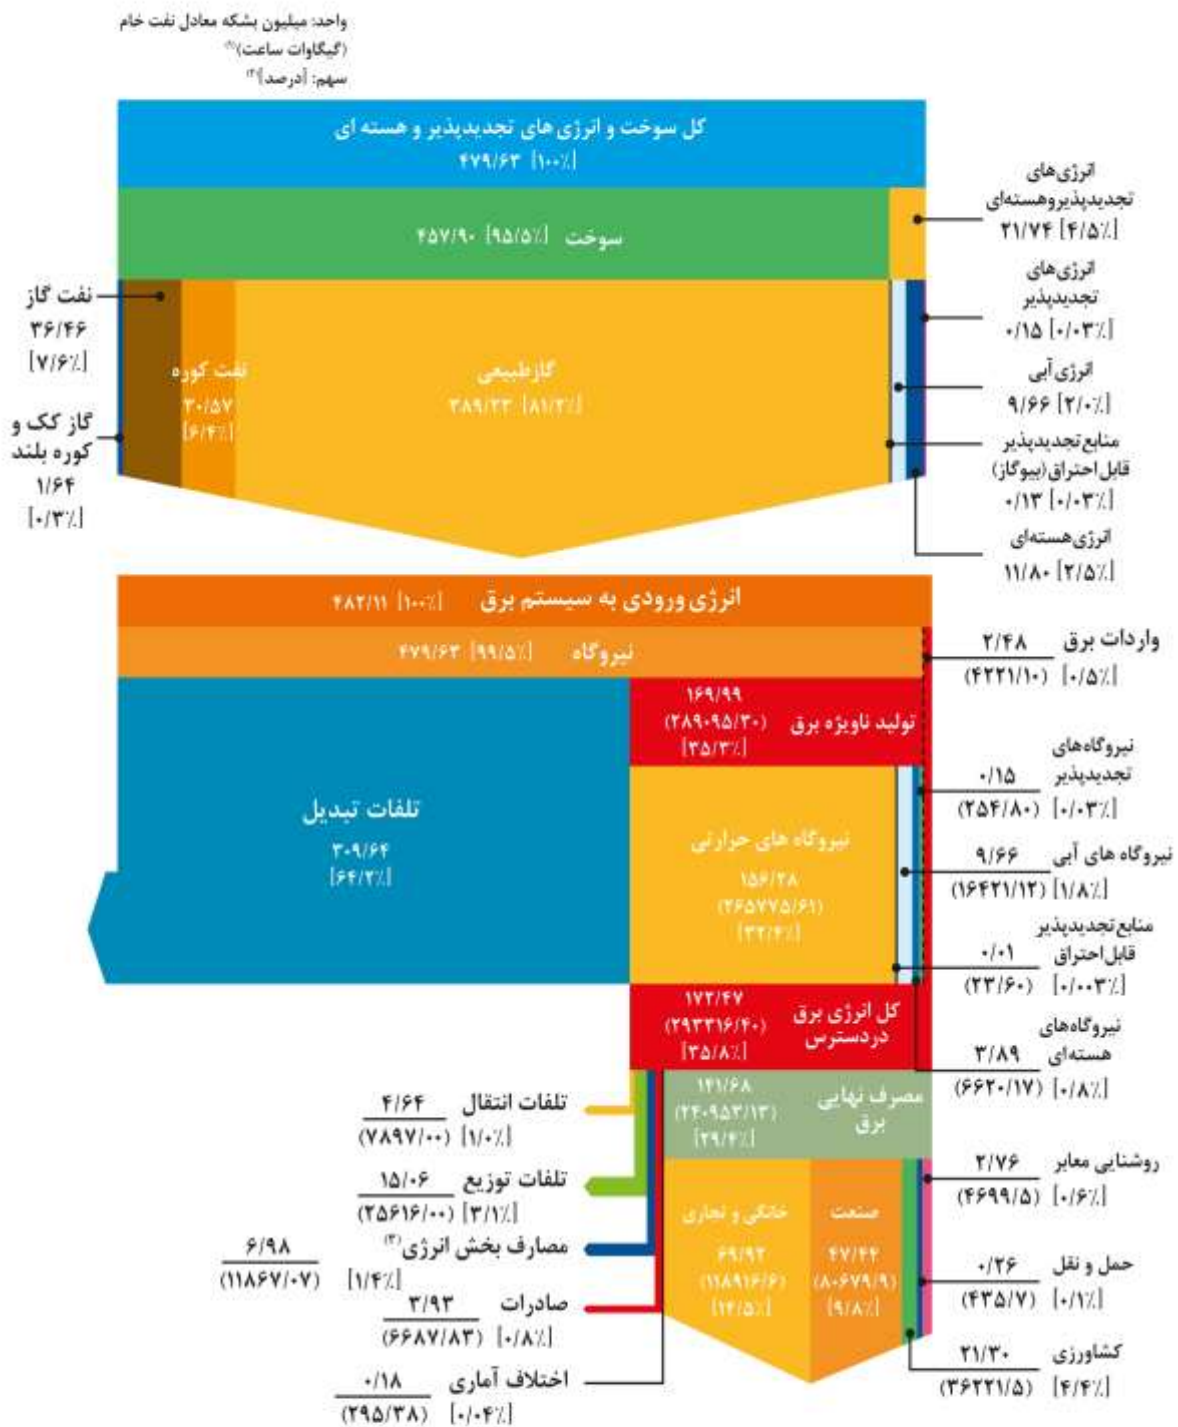 واحد: میلیون بشکه معادل نفت خام
(گیگاوات ساعت)(۱)
سهم: [درصد](۲)
کل سوخت و انرژی های تجدیدپذیر و هسته ای
۴۷۹/۶۳ [۱۰۰٪]
انرژی‌های
تجدیدپذیر‌و‌هسته‌ای
۲۱/۷۴ [۴/۵٪]
سوخت ۴۵۷/۹۰ [۹۵/۵٪]
انرژی‌های
تجدیدپذیر
۰/۱۵ [۰/۰۳٪]
انرژی آبی
۹/۶۶ [۲/۰٪]
منابع تجدیدپذیر
قابل احتراق (بیوگاز)
۰/۱۳ [۰/۰۳٪]
انرژی هسته‌ای
۱۱/۸۰ [۲/۵٪]
گازطبیعی
۳۸۹/۲۳ [۸۱/۲٪]
نفت کوره
۳۰/۵۷
[۶/۴٪]
نفت گاز
۳۶/۴۶
[۷/۶٪]
گاز کک و
کوره بلند
۱/۶۴
[۰/۳٪]
انرژی ورودی به سیستم برق ۴۸۲/۱۱ [۱۰۰٪]
نیروگاه ۴۷۹/۶۳ [۹۹/۵٪]
واردات برق ۲/۴۸
(۴۲۲۱/۱۰) [۰/۵٪]
۱۶۹/۹۹
تولید ناویژه برق (۲۸۹۰۹۵/۳۰)
[۳۵/۳٪]
نیروگاه‌های
تجدیدپذیر ۰/۱۵
(۲۵۴/۸۰) [۰/۰۳٪]
نیروگاه های آبی ۹/۶۶
(۱۶۴۲۱/۱۲) [۱/۸٪]
منابع تجدیدپذیر
قابل احتراق ۰/۰۱
(۲۳/۶۰) [۰/۰۰۳٪]
نیروگاه‌های
هسته‌ای ۳/۸۹
(۶۶۲۰/۱۷) [۰/۸٪]
نیروگاه های حرارتی
۱۵۶/۲۸
(۲۶۵۷۷۵/۶۱)
[۳۲/۴٪]
تلفات تبدیل
۳۰۹/۶۴
[۶۴/۲٪]
۱۷۲/۴۷
کل انرژی برق (۲۹۳۳۱۶/۴۰)
دردسترس [۳۵/۸٪]
۱۴۱/۶۸
مصرف نهایی (۲۴۰۹۵۳/۱۳)
برق [۲۹/۴٪]
روشنایی معابر ۲/۷۶
(۴۶۹۹/۵) [۰/۶٪]
حمل و نقل ۰/۲۶
(۴۳۵/۷) [۰/۱٪]
کشاورزی ۲۱/۳۰
(۳۶۲۲۱/۵) [۴/۴٪]
صنعت
۴۷/۴۴
(۸۰۶۷۹/۹)
[۹/۸٪]
خانگی و تجاری
۶۹/۹۲
(۱۱۸۹۱۶/۶)
[۱۴/۵٪]
تلفات انتقال ۴/۶۴
(۷۸۹۷/۰۰) [۱/۰٪]
تلفات توزیع ۱۵/۰۶
(۲۵۶۱۶/۰۰) [۳/۱٪]
مصارف بخش انرژی(۳) ۶/۹۸
(۱۱۸۶۷/۰۷) [۱/۴٪]
صادرات ۳/۹۳
(۶۶۸۷/۸۳) [۰/۸٪]
اختلاف آماری ۰/۱۸
(۲۹۵/۳۸) [۰/۰۴٪]